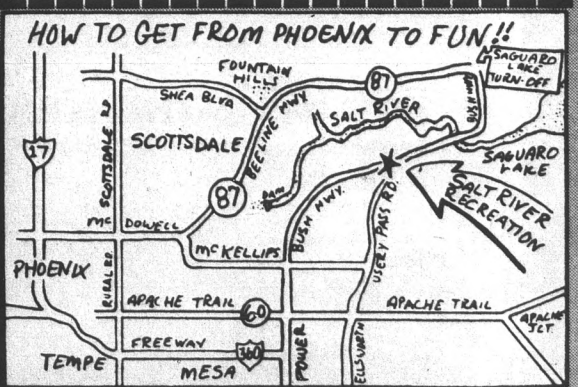 HOW TO GET FROM PHOENIX TO FUN!!
SAGUARO
LAKE
TURN-OFF
FOUNTAIN
HILLS
87
SHEA BLVD
BEELINE HWY.
SALT RIVER
BUSH HWY.
17
SCOTTSDALE RD
SCOTTSDALE
SAGUARO
LAKE
87
DAM
SALT RIVER
RECREATION
BUSH HWY.
USERY PASS RD.
Mc DOWELL
McKELLIPS
PHOENIX
RURAL RD.
APACHE TRAIL
60
APACHE TRAIL
APACHE
JCT.
FREEWAY
360
POWER
ELLSWORTH
TEMPE
MESA